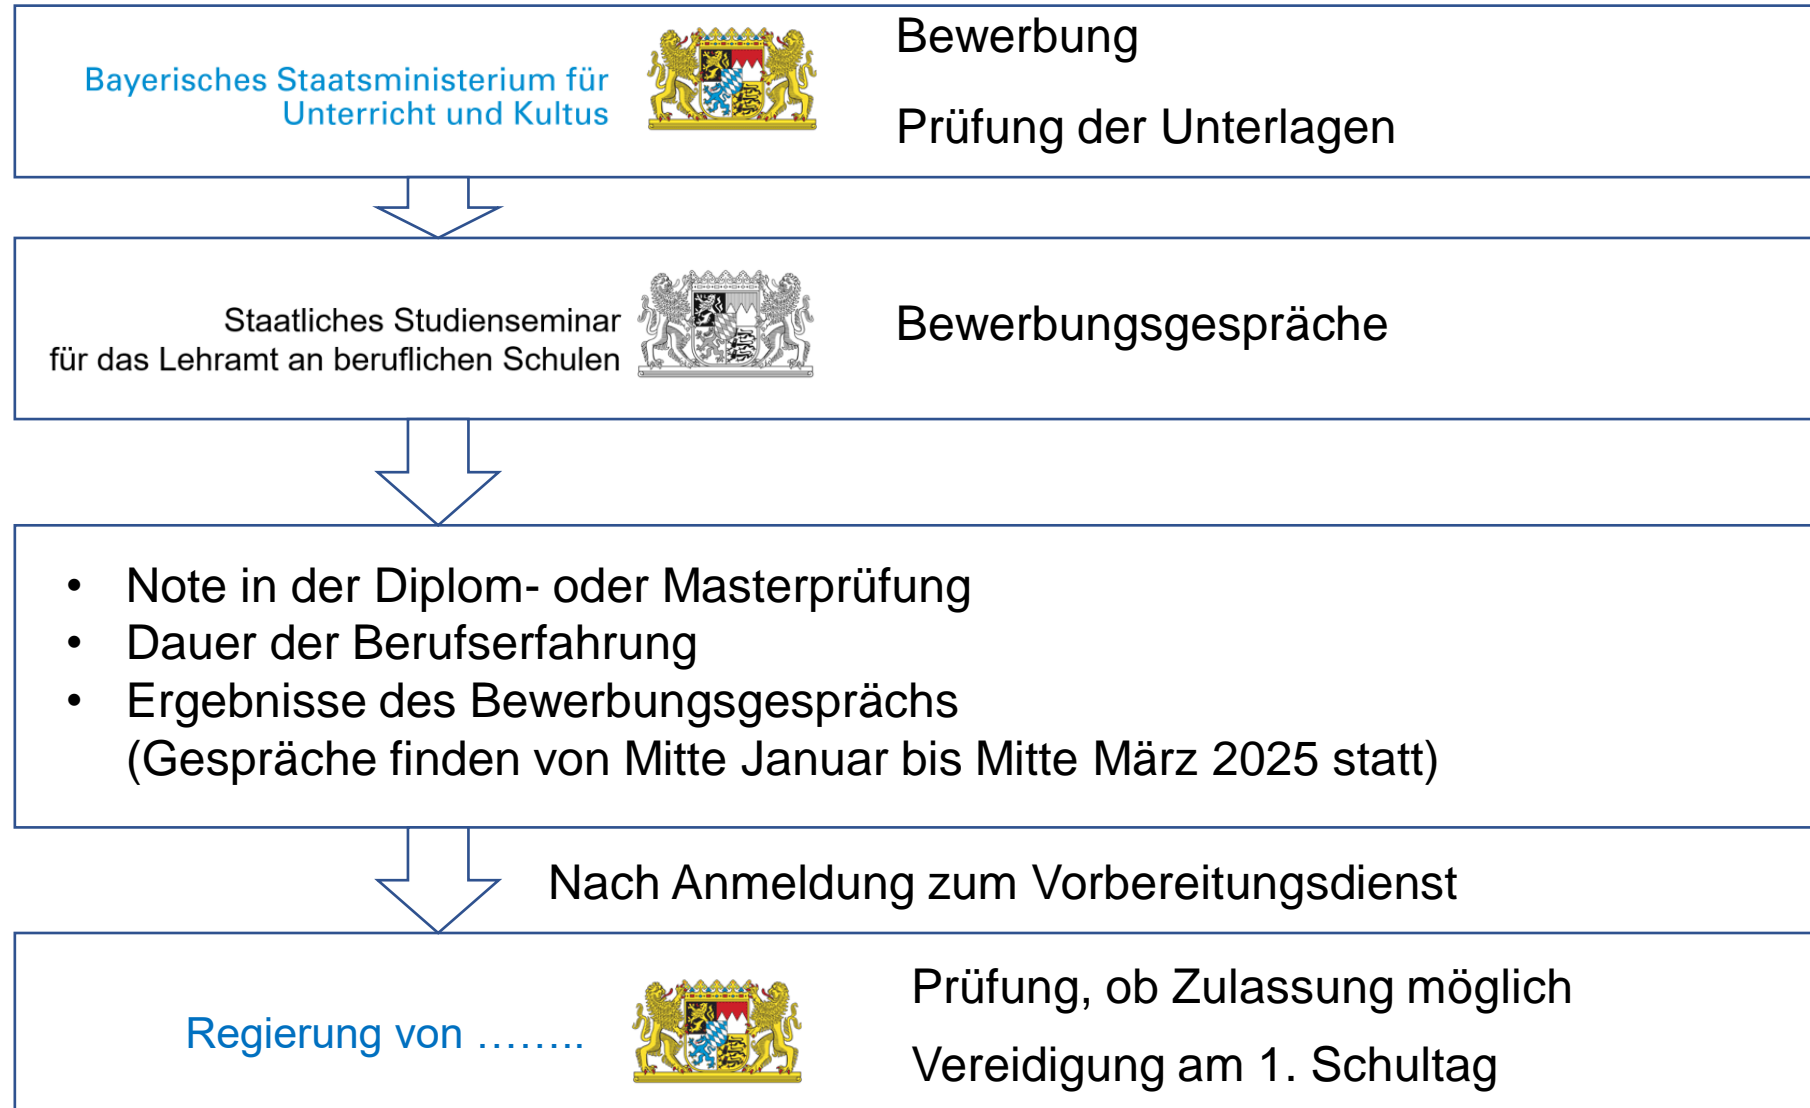 Bayerisches Staatsministerium für
Unterricht und Kultus
Bewerbung
Prüfung der Unterlagen
Staatliches Studienseminar
für das Lehramt an beruflichen Schulen
Bewerbungsgespräche
• Note in der Diplom- oder Masterprüfung
• Dauer der Berufserfahrung
• Ergebnisse des Bewerbungsgesprächs
(Gespräche finden von Mitte Januar bis Mitte März 2025 statt)
Nach Anmeldung zum Vorbereitungsdienst
Regierung von ……..
Prüfung, ob Zulassung möglich
Vereidigung am 1. Schultag